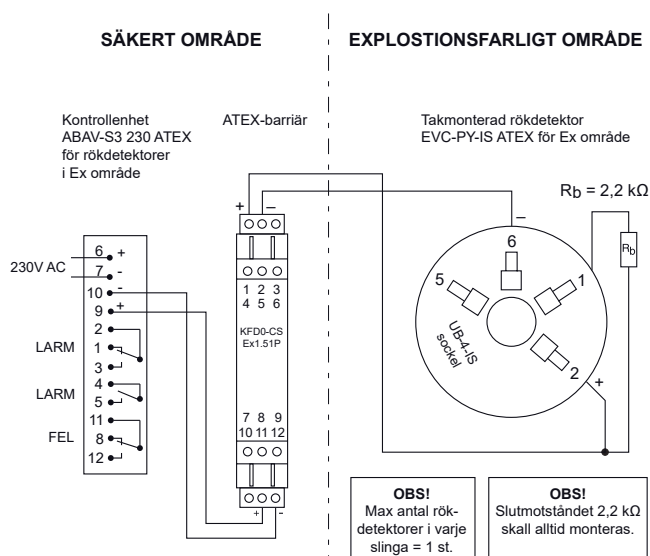 SÄKERT OMRÅDE
EXPLOSTIONSFARLIGT OMRÅDE
Kontrollenhet
ABAV-S3 230 ATEX
för rökdetektorer
i Ex område
ATEX-barriär
Takmonterad rökdetektor
EVC-PY-IS ATEX för Ex område
Rb = 2,2 kΩ
Rb
230V AC
6 +
7 -
10 -
9 +
2
LARM
1
3
4
LARM
5
11
FEL
8
12
+ –
1 2 3
4 5 6
KFD0-CS
Ex1.51P
7 8 9
10 11 12
+ -
–
6
5
1
2
+
UB-4-IS
sockel
OBS!
Max antal rök-
detektorer i varje
slinga = 1 st.
OBS!
Slutmotståndet 2,2 kΩ
skall alltid monteras.